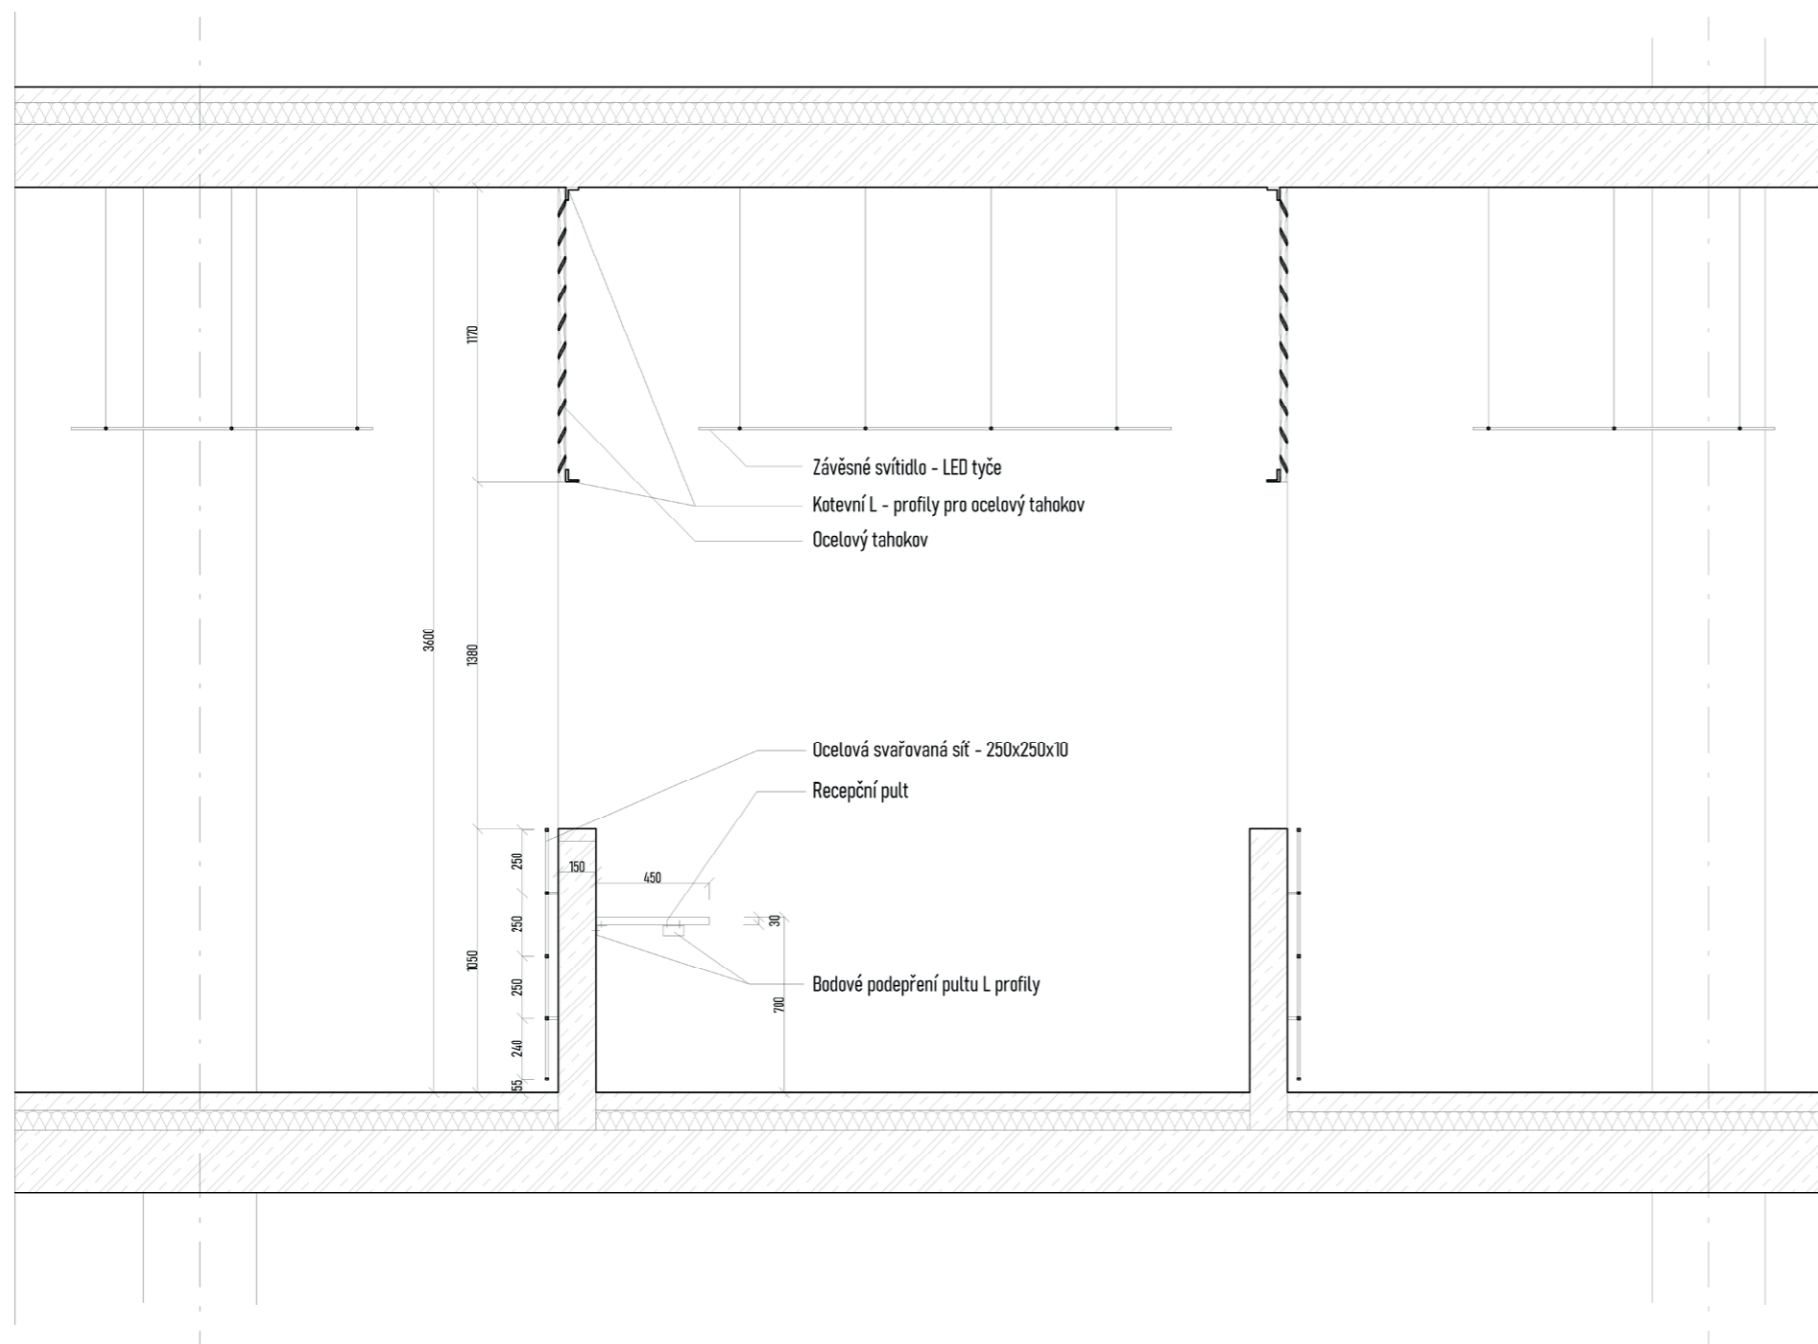 1170
Závěsné svítidlo - LED tyče
Kotevní L - profily pro ocelový tahokov
Ocelový tahokov
3600
1380
Ocelová svařovaná síť - 250x250x10
Recepční pult
250
150
450
250
30
1050
250
Bodové podepření pultu L profily
700
240
55